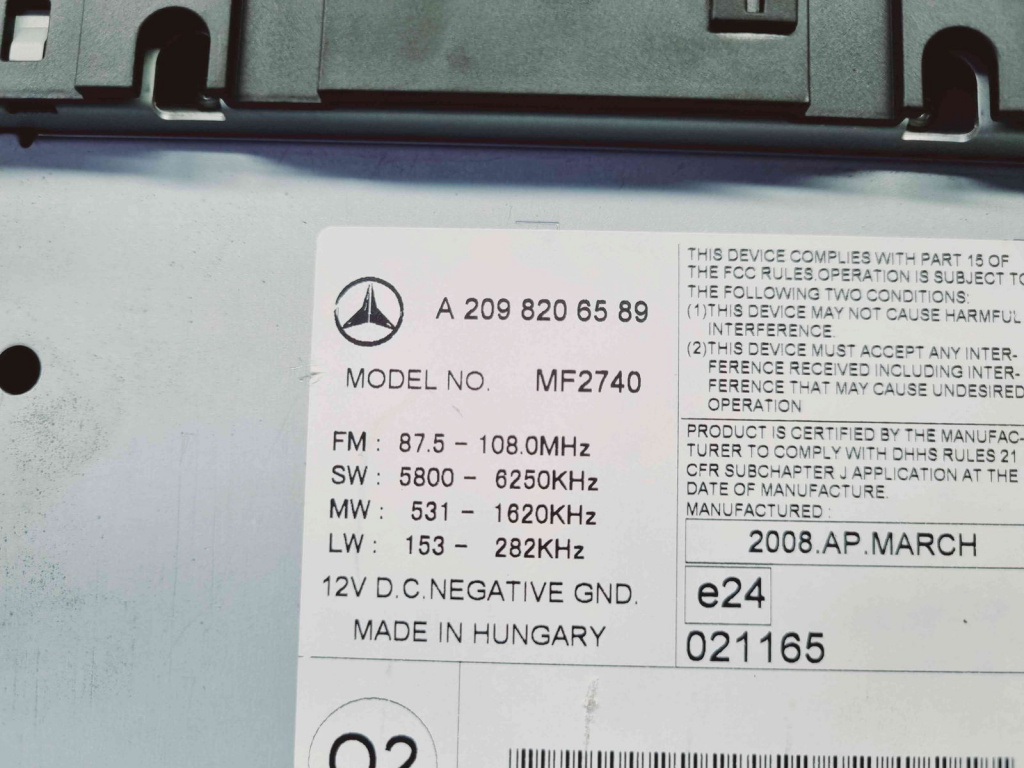 A 209 820 65 89
MODEL NO. MF2740
FM : 87.5 - 108.0MHz
SW : 5800 - 6250KHz
MW : 531 - 1620KHz
LW : 153 - 282KHz
12V D.C.NEGATIVE GND.
MADE IN HUNGARY
THIS DEVICE COMPLIES WITH PART 15 OF
THE FCC RULES.OPERATION IS SUBJECT TO
THE FOLLOWING TWO CONDITIONS:
(1)THIS DEVICE MAY NOT CAUSE HARMFUL
INTERFERENCE.
(2)THIS DEVICE MUST ACCEPT ANY INTER-
FERENCE RECEIVED INCLUDING INTER-
FERENCE THAT MAY CAUSE UNDESIRED
OPERATION
PRODUCT IS CERTIFIED BY THE MANUFAC-
TURER TO COMPLY WITH DHHS RULES 21
CFR SUBCHAPTER J APPLICATION AT THE
DATE OF MANUFACTURE.
MANUFACTURED :
2008.AP.MARCH
e24
021165